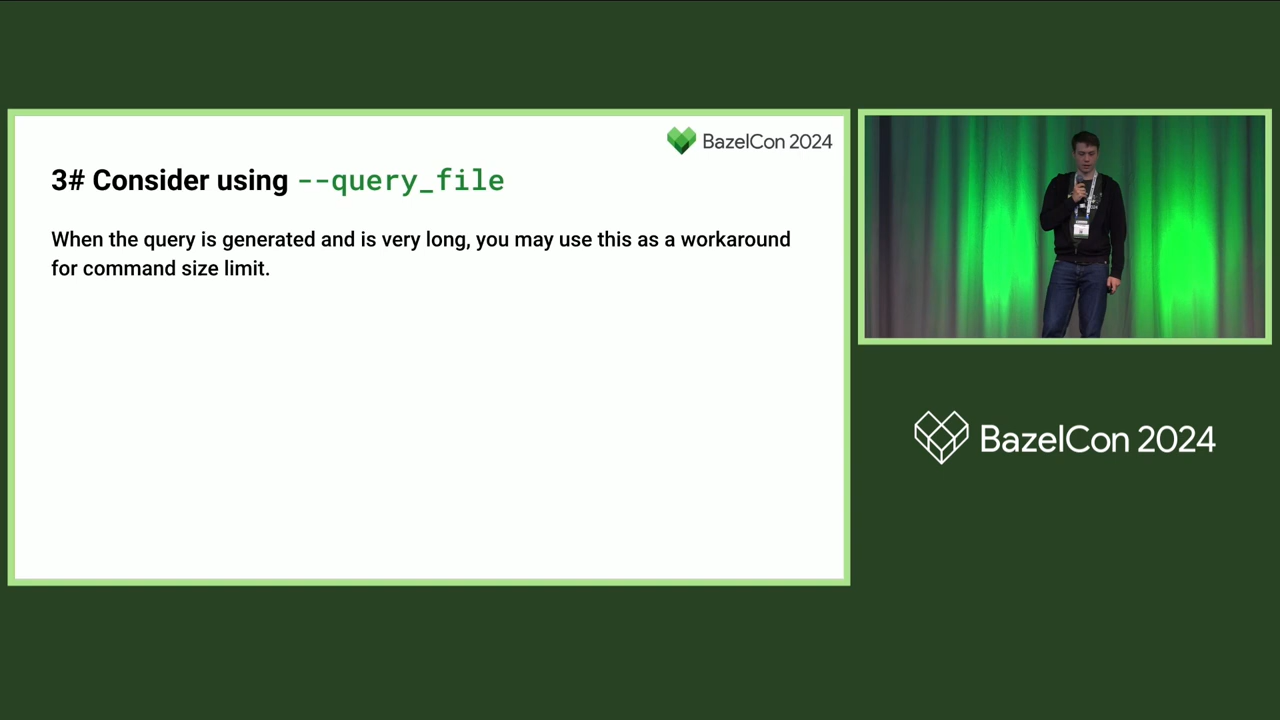 BazelCon 2024
3# Consider using --query_file
When the query is generated and is very long, you may use this as a workaround
for command size limit.
BazelCon 2024